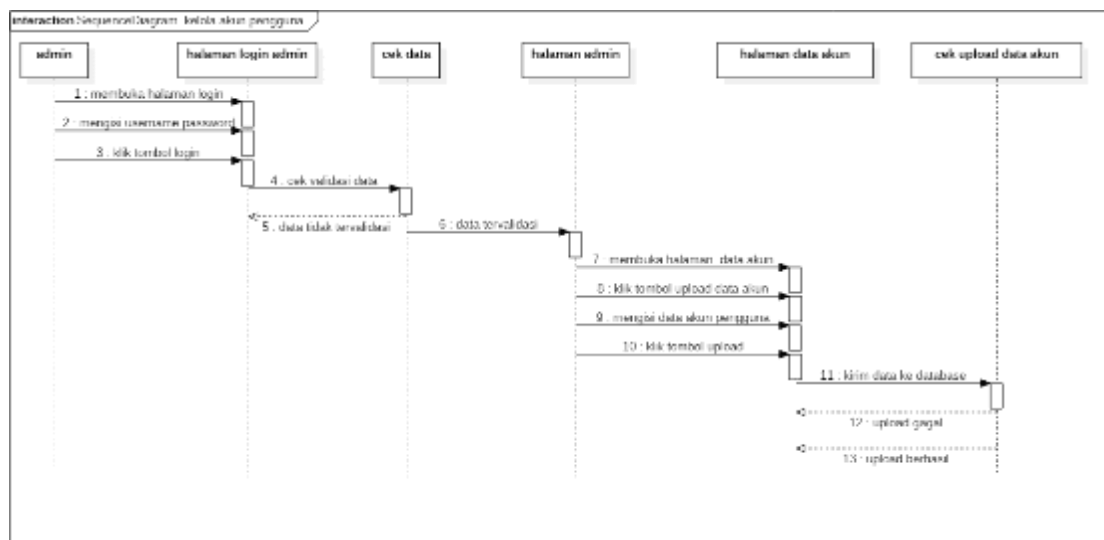 interaction SequenceDiagram kelola akun pengguna
admin
halaman login admin
cek data
halaman admin
halaman data akun
cek upload data akun
1 : membuka halaman login
2 : mengisi username password
3 : klik tombol login
4 : cek validasi data
5 : data tidak tervalidasi
6 : data tervalidasi
7 : membuka halaman data akun
8 : klik tombol upload data akun
9 : mengisi data akun pengguna
10 : klik tombol upload
11 : kirim data ke database
12 : upload gagal
13 : upload berhasil